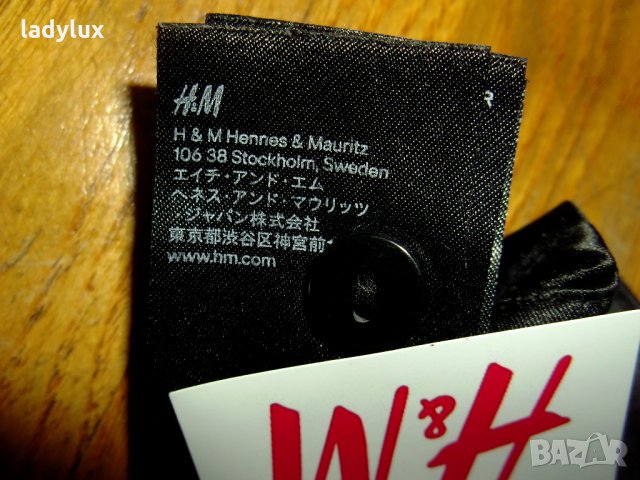 ladylux
H&M
R
H & M Hennes & Mauritz
106 38 Stockholm, Sweden
エイチ・アンド・エム
ヘネス・アンド・マウリッツ
・ジャパン株式会社
東京都渋谷区神宮前
www.hm.com
H&M
BAZAR